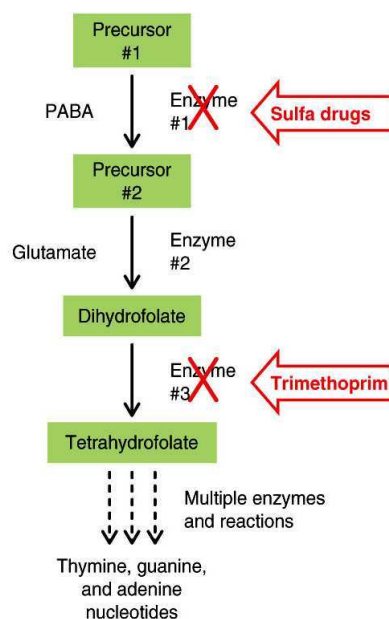 Precursor
#1
PABA
Enzyme
#1
Sulfa drugs
Precursor
#2
Glutamate
Enzyme
#2
Dihydrofolate
Enzyme
#3
Trimethoprim
Tetrahydrofolate
Multiple enzymes
and reactions
Thymine, guanine,
and adenine
nucleotides